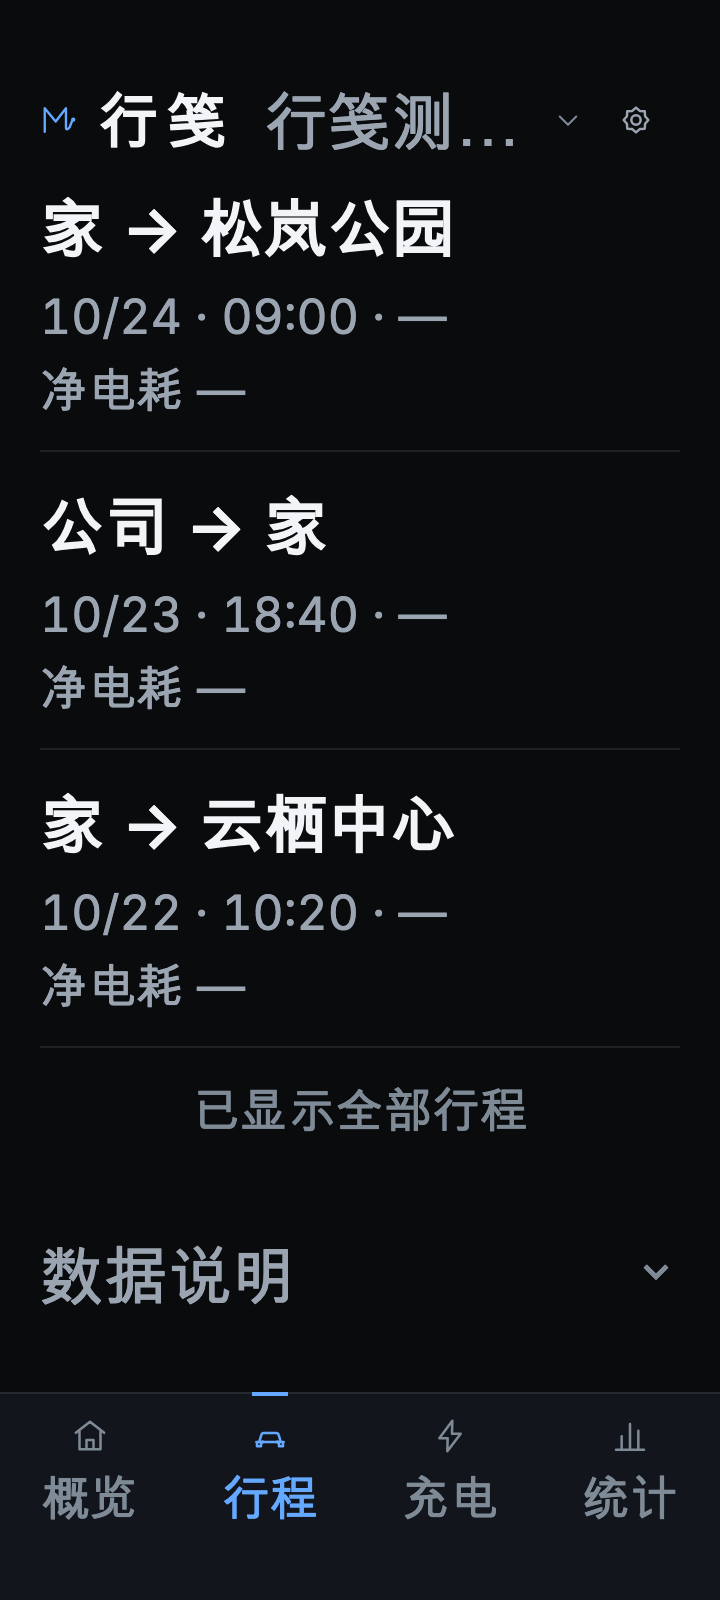 行笺 行笺测...
家 → 松岚公园
10/24 · 09:00 · —
净电耗 —
公司 → 家
10/23 · 18:40 · —
净电耗 —
家 → 云栖中心
10/22 · 10:20 · —
净电耗 —
已显示全部行程
数据说明
概览 行程 充电 统计